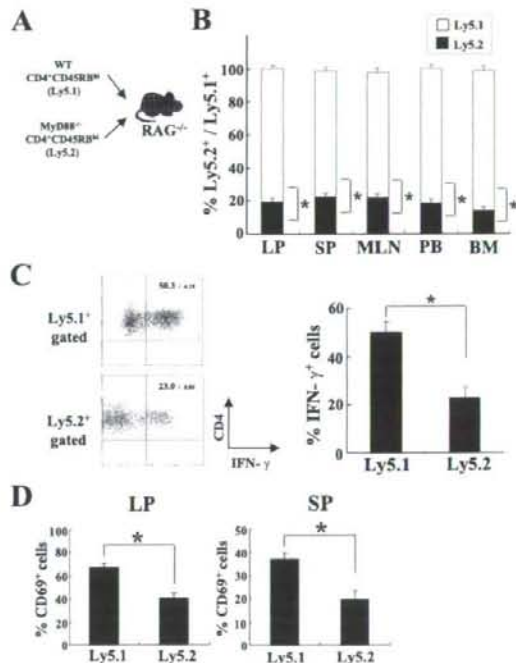 A
WT
CD4⁺CD45RBʰⁱ
(Ly5.1)
MyD88⁻/⁻
CD4⁺CD45RBʰⁱ
(Ly5.2)
RAG⁻/⁻
B
Ly5.1
Ly5.2
% Ly5.2⁺ / Ly5.1⁺
100
80
60
40
20
0
* * * * *
LP SP MLN PB BM
C
Ly5.1⁺
gated
50.3 ±
Ly5.2⁺
gated
23.0 ±
CD4
IFN- γ
% IFN- γ⁺ cells
60
40
20
0
*
Ly5.1 Ly5.2
D
LP
% CD69⁺ cells
100
80
60
40
20
0
*
Ly5.1 Ly5.2
SP
% CD69⁺ cells
50
40
30
20
10
0
*
Ly5.1 Ly5.2